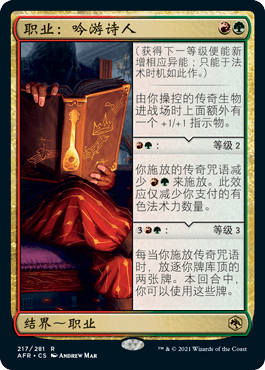 职业：吟游诗人
（获得下一等级便能新
增相应异能；只能于法
术时机如此作。）
由你操控的传奇生物
进战场时上面额外有
一个 +1/+1 指示物。
： 等级 2
你施放的传奇咒语减
少 来施放。此效
应仅减少你支付的有
色法术力数量。
3 ： 等级 3
每当你施放传奇咒语
时，放逐你牌库顶的
两张牌。本回合中，
你可以使用这些牌。
结界～职业
217/281 R
AFR • CS ANDREW MAR
™ & © 2021 Wizards of the Coast